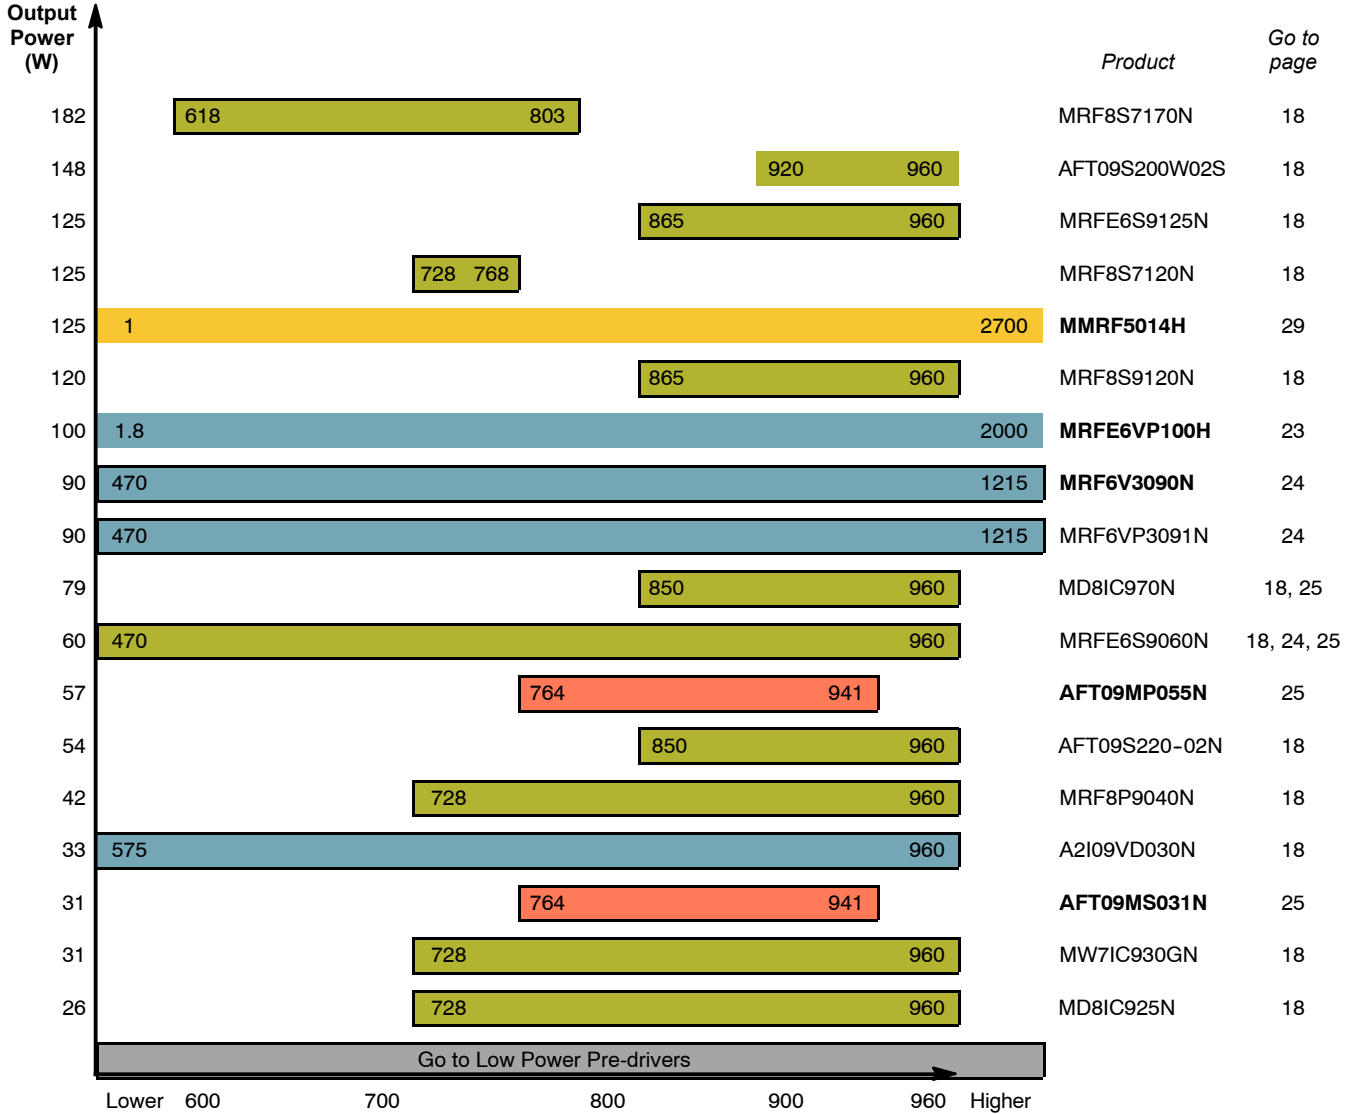 Output
Power
(W)
Product
Go to
page
182 618 803 MRF8S7170N 18
148 920 960 AFT09S200W02S 18
125 865 960 MRFE6S9125N 18
125 728 768 MRF8S7120N 18
125 1 2700 MMRF5014H 29
120 865 960 MRF8S9120N 18
100 1.8 2000 MRFE6VP100H 23
90 470 1215 MRF6V3090N 24
90 470 1215 MRF6VP3091N 24
79 850 960 MD8IC970N 18, 25
60 470 960 MRFE6S9060N 18, 24, 25
57 764 941 AFT09MP055N 25
54 850 960 AFT09S220-02N 18
42 728 960 MRF8P9040N 18
33 575 960 A2I09VD030N 18
31 764 941 AFT09MS031N 25
31 728 960 MW7IC930GN 18
26 728 960 MD8IC925N 18
Go to Low Power Pre-drivers
Lower 600 700 800 900 960 Higher